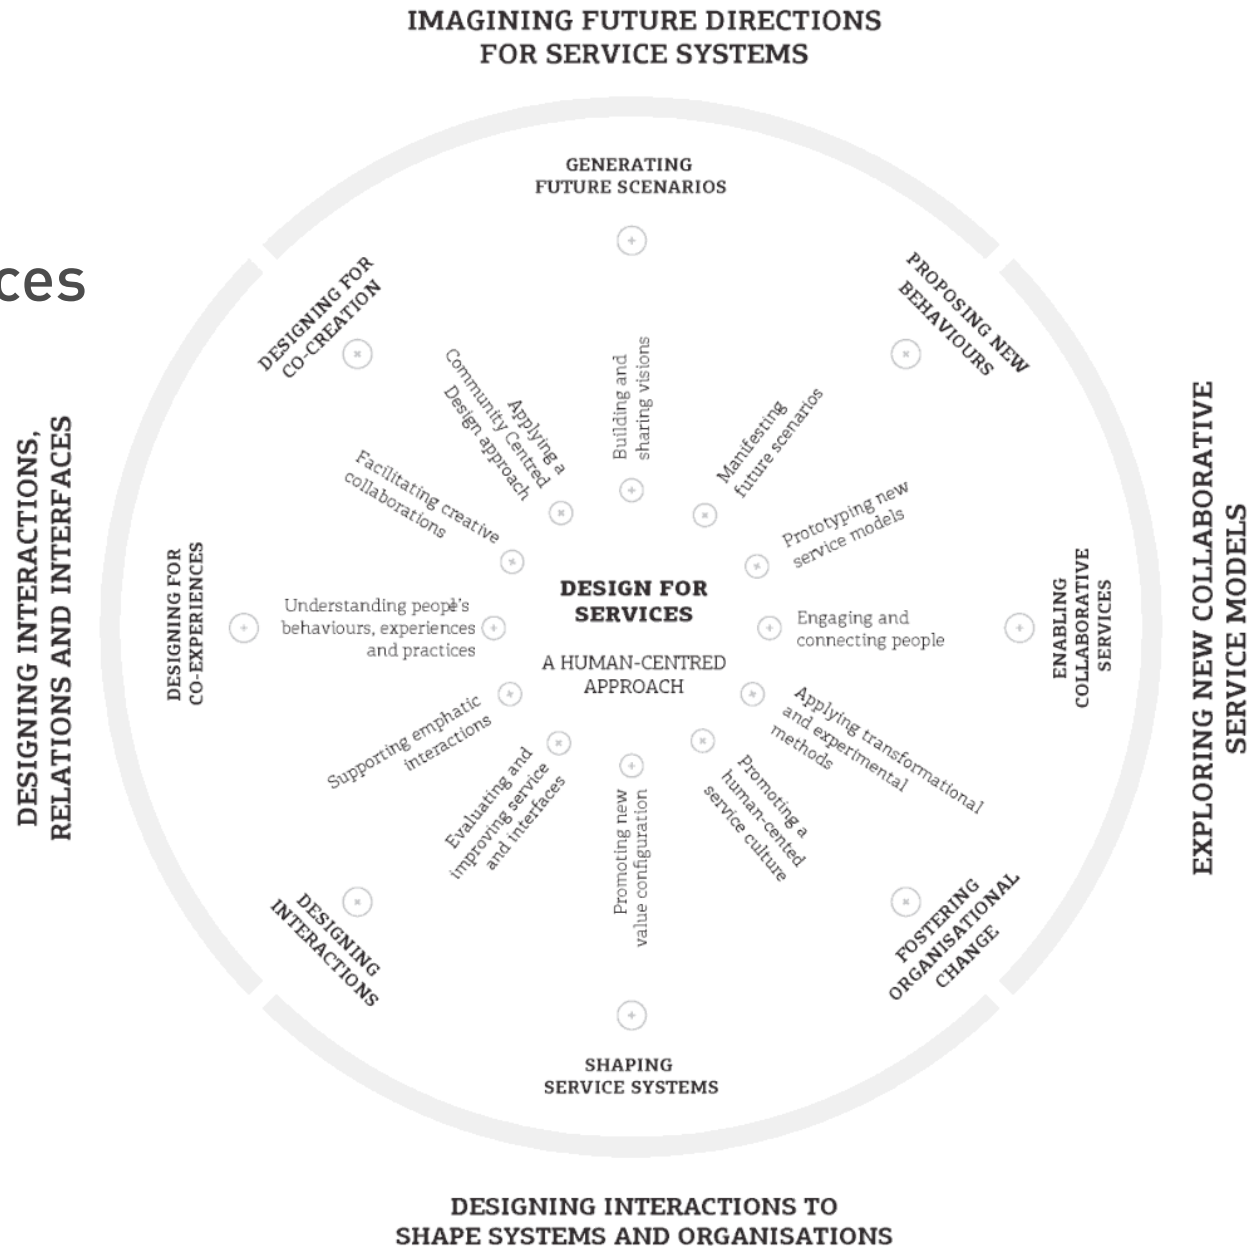 IMAGINING FUTURE DIRECTIONS
FOR SERVICE SYSTEMS
GENERATING
FUTURE SCENARIOS
DESIGNING FOR
CO-CREATION
PROPOSING NEW
BEHAVIOURS
ces
Building and
sharing visions
Applying a
Community Centred
Design approach
Manifesting
future scenarios
Facilitating creative
collaborations
Prototyping new
service models
DESIGNING INTERACTIONS,
RELATIONS AND INTERFACES
DESIGNING FOR
CO-EXPERIENCES
Understanding people's
behaviours, experiences
and practices
DESIGN FOR
SERVICES
A HUMAN-CENTRED
APPROACH
Engaging and
connecting people
ENABLING
COLLABORATIVE
SERVICES
EXPLORING NEW COLLABORATIVE
SERVICE MODELS
Supporting emphatic
interactions
Applying transformational
and experimental
methods
Evaluating and
improving service
and interfaces
Promoting new
value configuration
Promoting a
human-cented
service culture
DESIGNING
INTERACTIONS
FOSTERING
ORGANISATIONAL
CHANGE
SHAPING
SERVICE SYSTEMS
DESIGNING INTERACTIONS TO
SHAPE SYSTEMS AND ORGANISATIONS